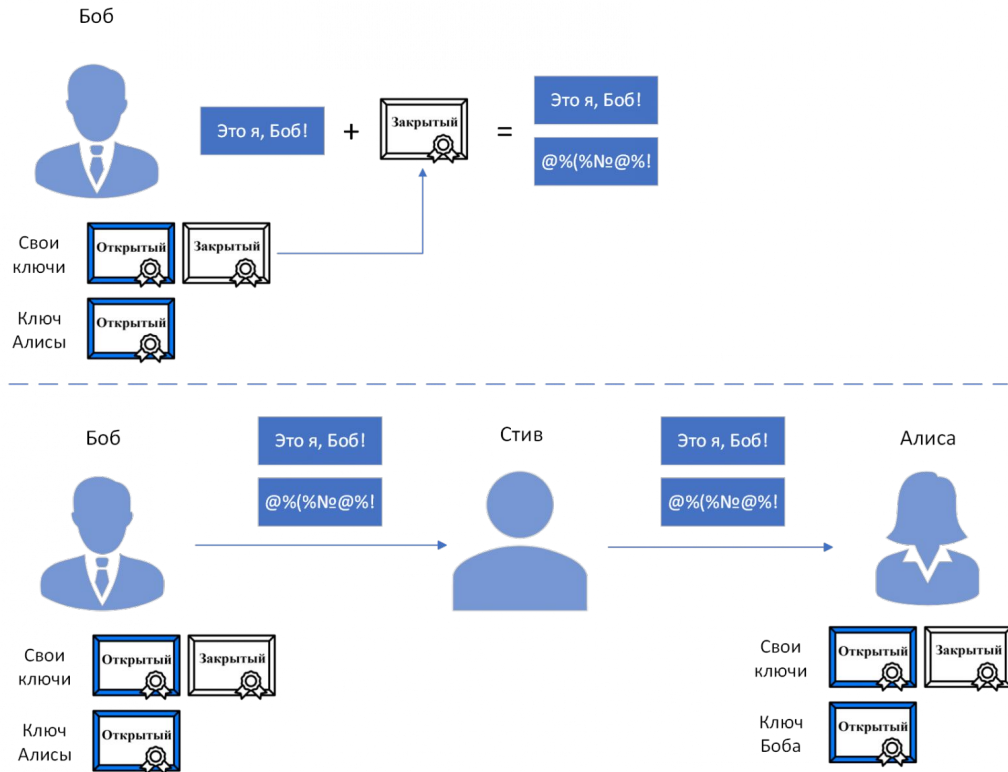 Боб
Это я, Боб!
+
Закрытый
=
Это я, Боб!
@%(%№@%!
Свои
ключи
Открытый
Закрытый
Ключ
Алисы
Открытый
Боб
Это я, Боб!
@%(%№@%!
Стив
Это я, Боб!
@%(%№@%!
Алиса
Свои
ключи
Открытый
Закрытый
Ключ
Алисы
Открытый
Свои
ключи
Открытый
Закрытый
Ключ
Боба
Открытый